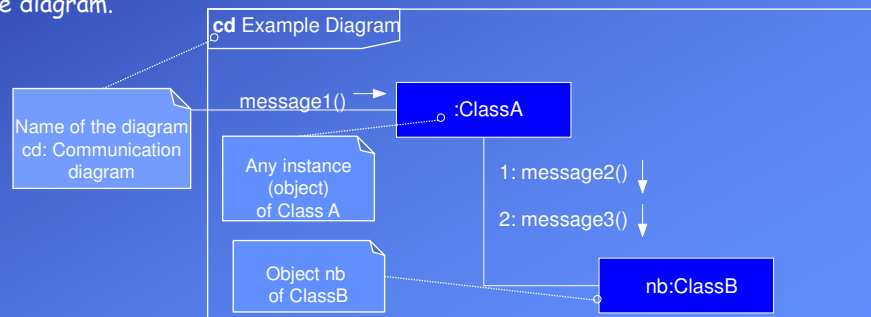 e diagram.
cd Example Diagram
message1()
:ClassA
Name of the diagram
cd: Communication
diagram
Any instance
(object)
of Class A
1: message2()
2: message3()
Object nb
of ClassB
nb:ClassB